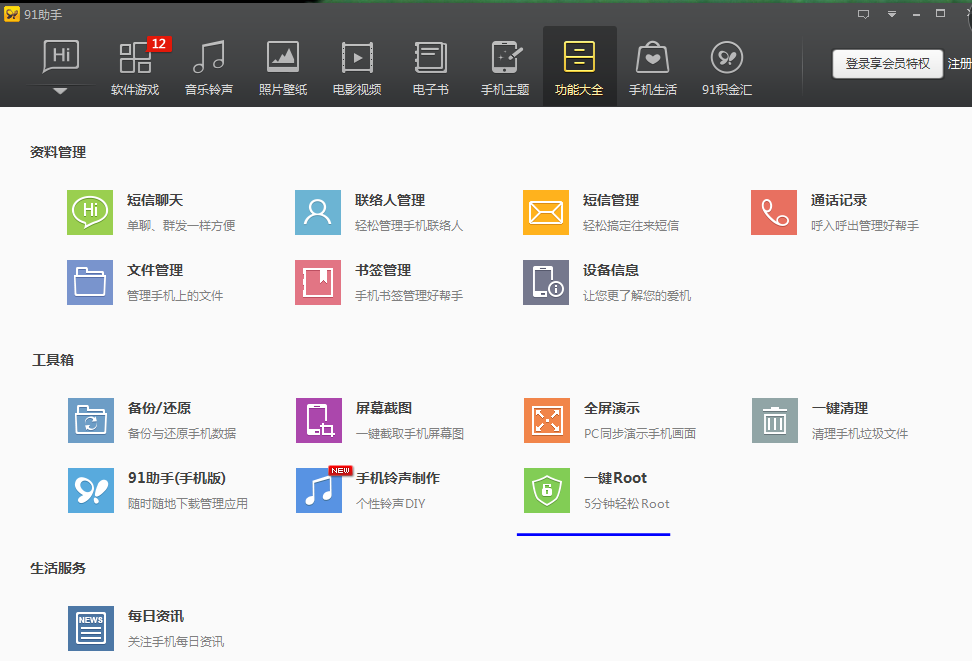 91助手
Hi
12
软件游戏
音乐铃声
照片壁纸
电影视频
电子书
手机主题
功能大全
手机生活
91积金汇
登录享会员特权
注册
资料管理
Hi
短信聊天
单聊、群发一样方便
联络人管理
轻松管理手机联络人
短信管理
轻松搞定往来短信
通话记录
呼入呼出管理好帮手
文件管理
管理手机上的文件
书签管理
手机书签管理好帮手
设备信息
让您更了解您的爱机
工具箱
备份/还原
备份与还原手机数据
屏幕截图
一键截取手机屏幕图
全屏演示
PC同步演示手机画面
一键清理
清理手机垃圾文件
91助手(手机版)
随时随地下载管理应用
NEW
手机铃声制作
个性铃声DIY
一键Root
5分钟轻松Root
生活服务
NEWS
每日资讯
关注手机每日资讯